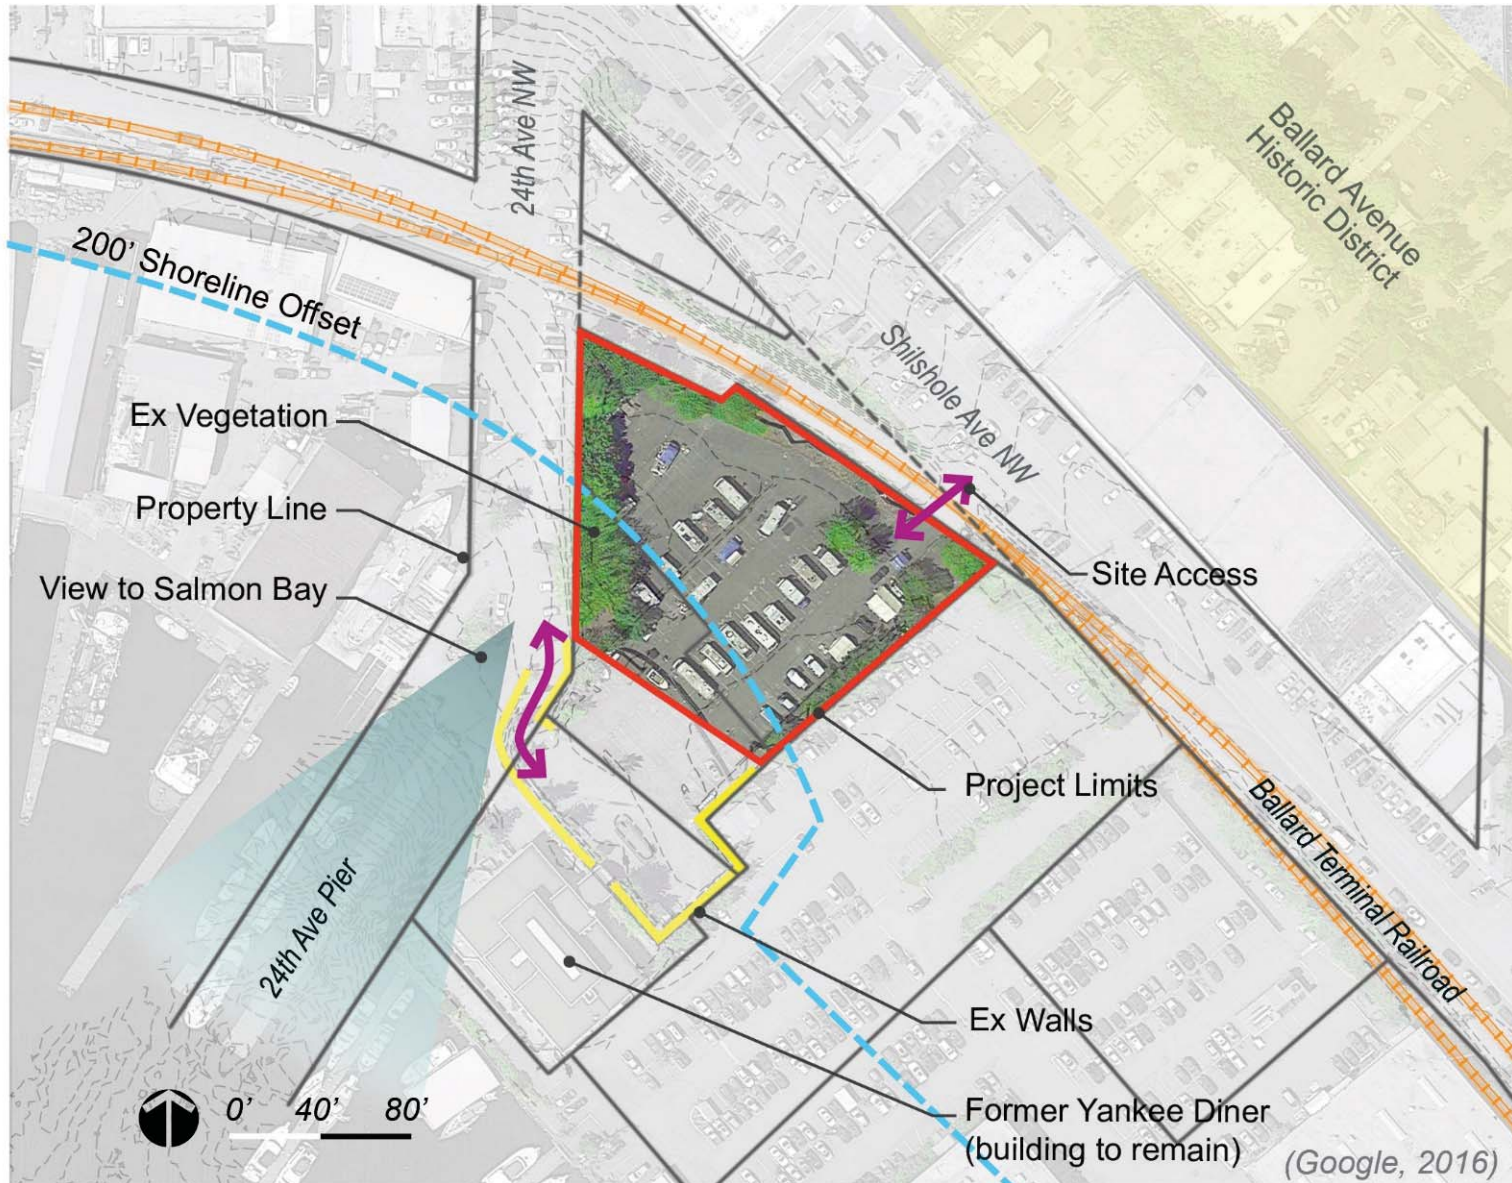 24th Ave NW
Ballard Avenue
Historic District
200' Shoreline Offset
Shilshole Ave NW
Ex Vegetation
Property Line
View to Salmon Bay
Site Access
Project Limits
Ballard Terminal Railroad
24th Ave Pier
Ex Walls
Former Yankee Diner
(building to remain)
0' 40' 80'
(Google, 2016)